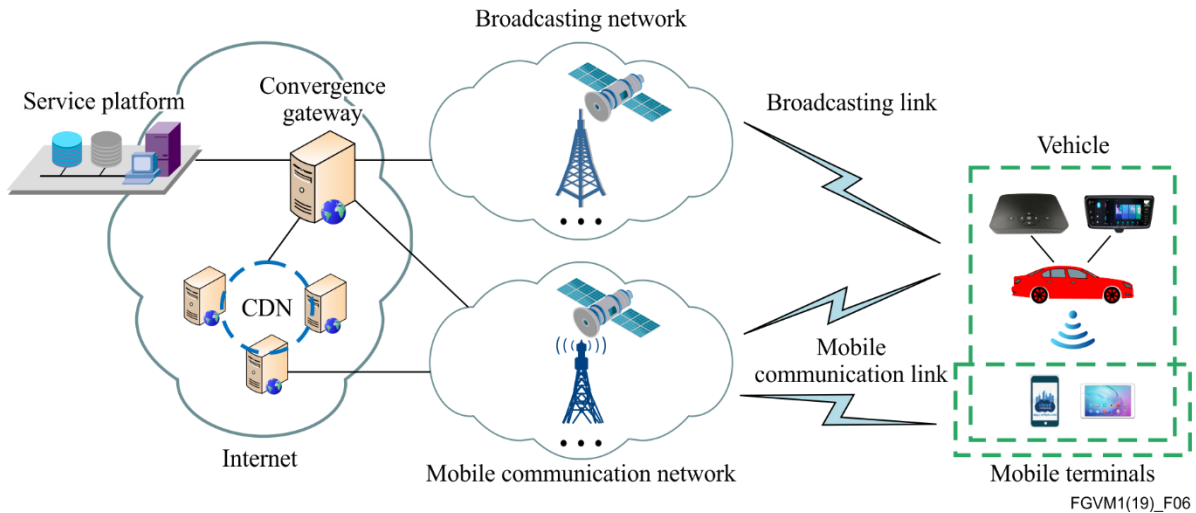 Broadcasting network
Service platform
Convergence
gateway
Broadcasting link
Vehicle
CDN
Mobile
communication link
Internet
Mobile communication network
Mobile terminals
FGVM1(19)_F06